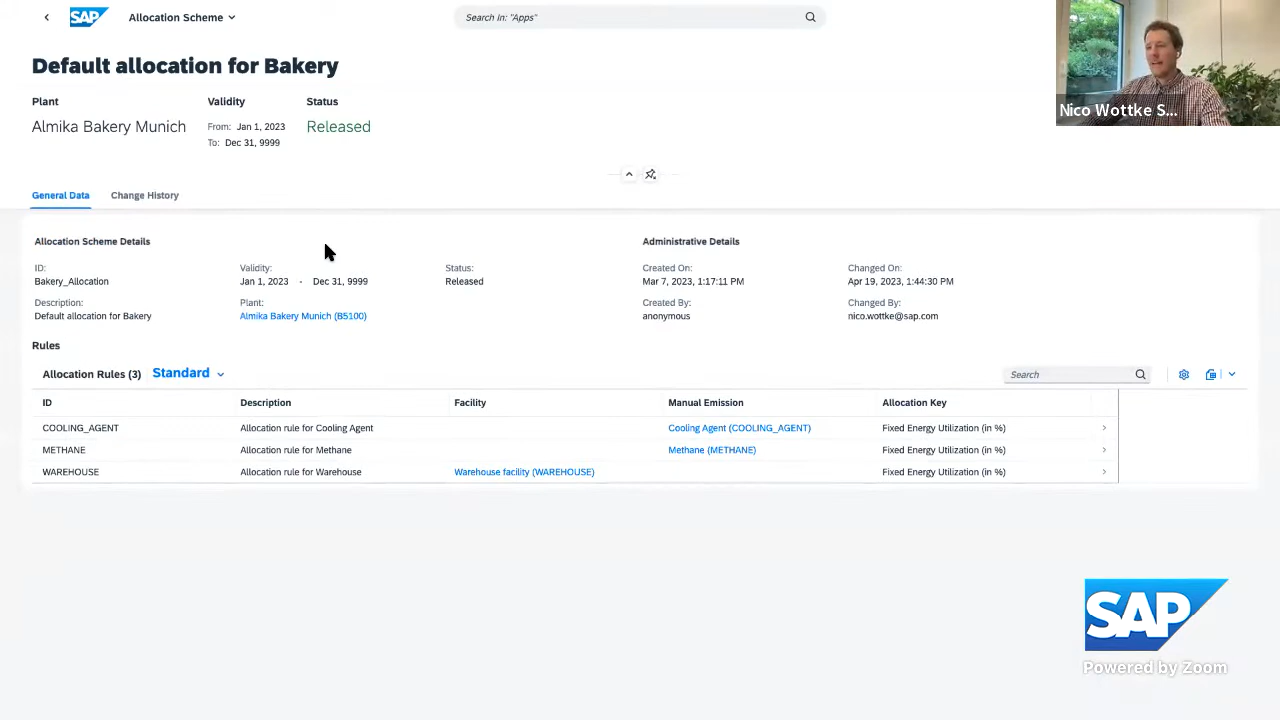 SAP Allocation Scheme Search In: "Apps"
Default allocation for Bakery
Plant Validity Status
Almika Bakery Munich From: Jan 1, 2023 Released
To: Dec 31, 9999
Nico Wottke S...
General Data Change History
Allocation Scheme Details Administrative Details
ID: Validity: Status: Created On: Changed On:
Bakery_Allocation Jan 1, 2023 - Dec 31, 9999 Released Mar 7, 2023, 1:17:11 PM Apr 19, 2023, 1:44:30 PM
Description: Plant: Created By: Changed By:
Default allocation for Bakery Almika Bakery Munich (B5100) anonymous nico.wottke@sap.com
Rules
Allocation Rules (3) Standard Search
ID Description Facility Manual Emission Allocation Key
COOLING_AGENT Allocation rule for Cooling Agent Cooling Agent (COOLING_AGENT) Fixed Energy Utilization (in %)
METHANE Allocation rule for Methane Methane (METHANE) Fixed Energy Utilization (in %)
WAREHOUSE Allocation rule for Warehouse Warehouse facility (WAREHOUSE) Fixed Energy Utilization (in %)
SAP
Powered by Zoom